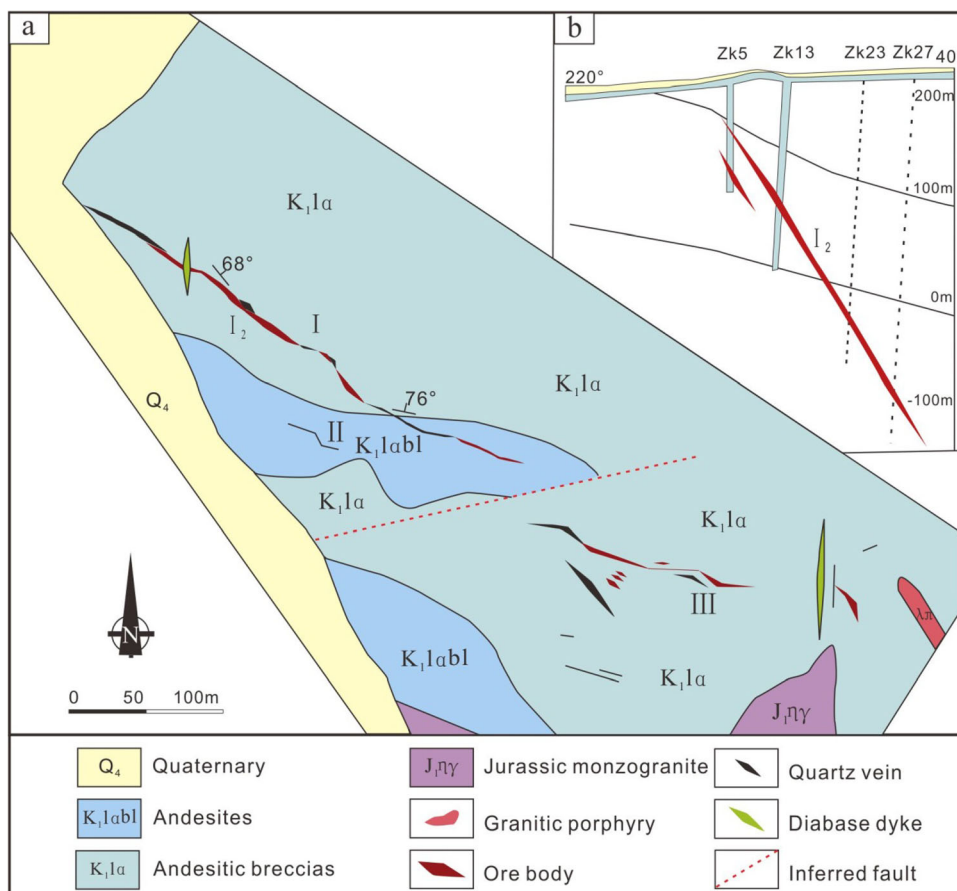 a
b
Zk5 Zk13 Zk23 Zk27 40
220°
200m
100m
0m
-100m
I₂
K₁lα
68°
I
I₂
K₁lα
76°
Q₄
II
K₁lαbl
K₁lα
K₁lα
III
λπ
N
K₁lαbl
K₁lα
J₁ηγ
0 50 100m
Q₄ Quaternary
J₁ηγ Jurassic monzogranite
Quartz vein
K₁lαbl Andesites
Granitic porphyry
Diabase dyke
K₁lα Andesitic breccias
Ore body
Inferred fault